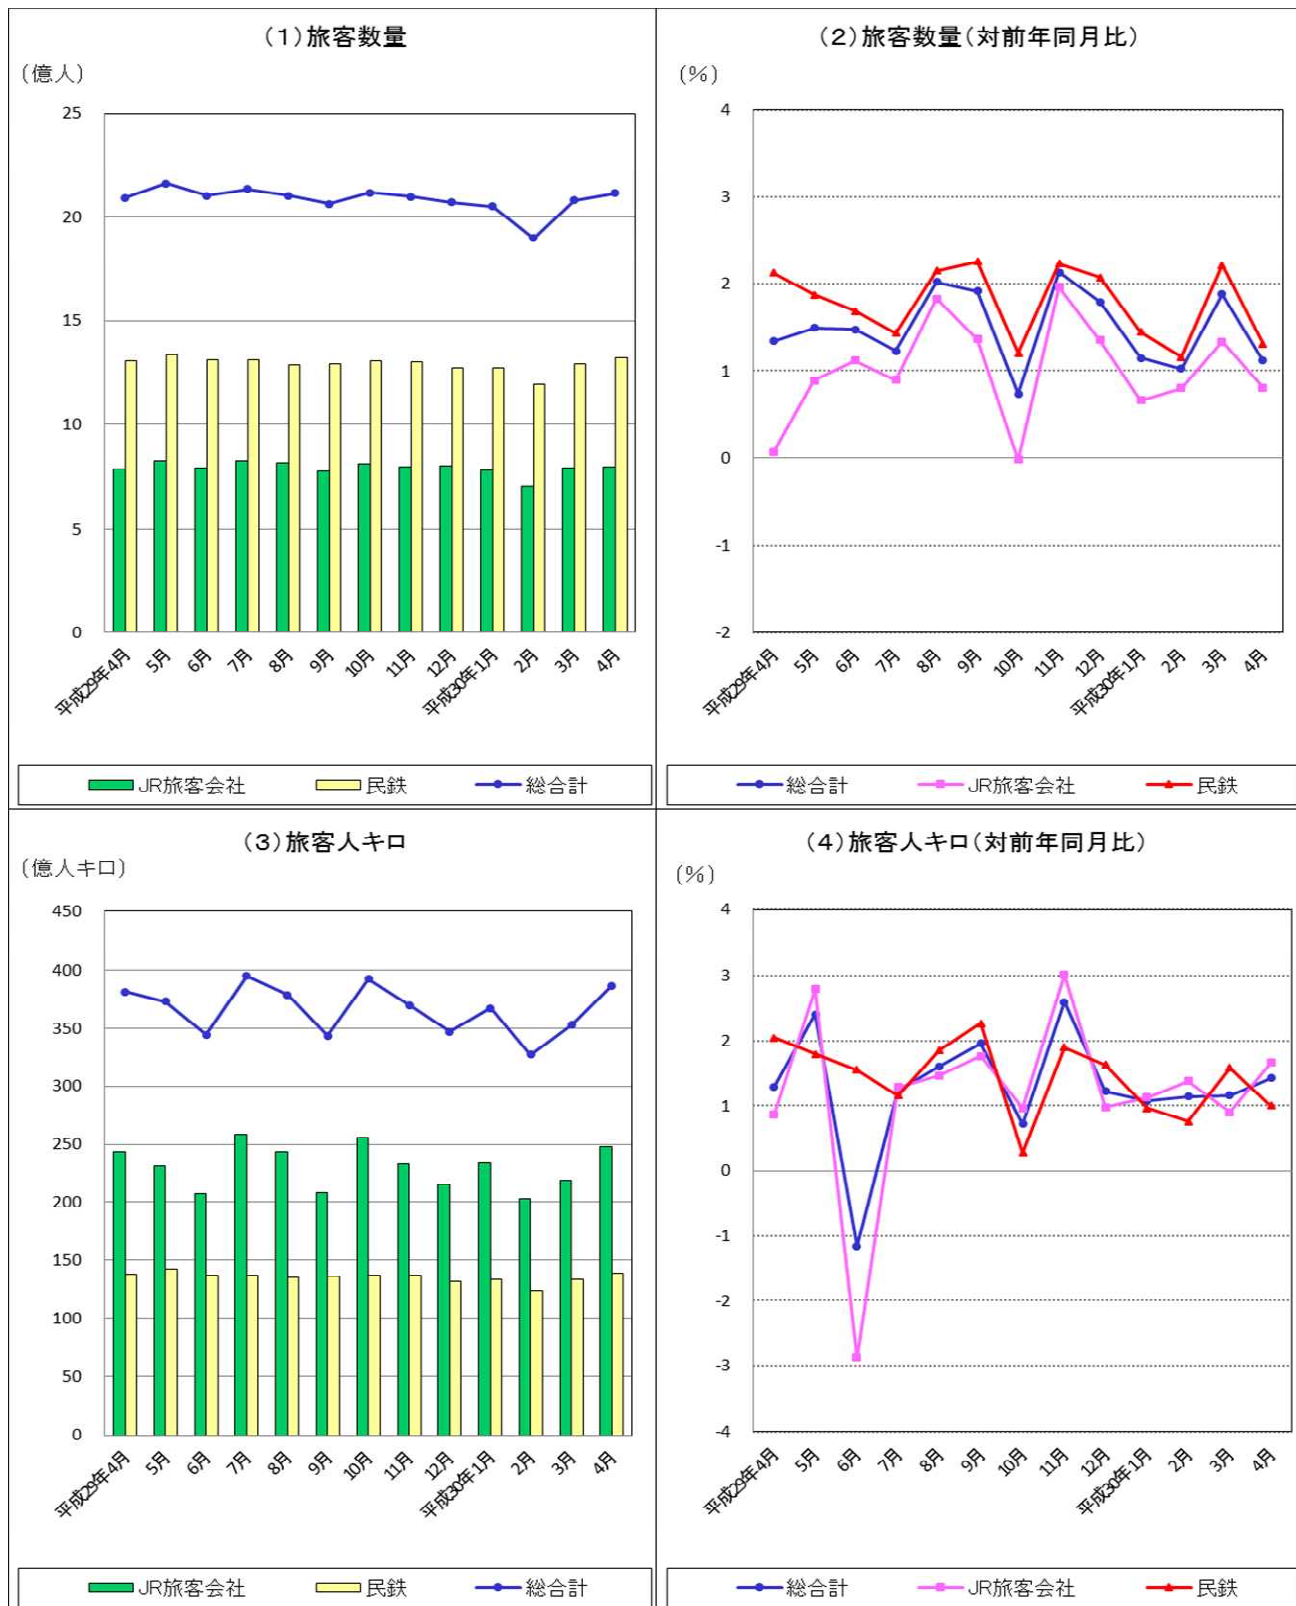 （１）旅客数量
（億人）
25
20
15
10
5
0
平成29年4月 5月 6月 7月 8月 9月 10月 11月 12月 平成30年1月 2月 3月 4月
JR旅客会社 民鉄 総合計
（２）旅客数量（対前年同月比）
（％）
4
3
2
1
0
-1
-2
平成29年4月 5月 6月 7月 8月 9月 10月 11月 12月 平成30年1月 2月 3月 4月
総合計 JR旅客会社 民鉄
（３）旅客人キロ
（億人キロ）
450
400
350
300
250
200
150
100
50
0
平成29年4月 5月 6月 7月 8月 9月 10月 11月 12月 平成30年1月 2月 3月 4月
JR旅客会社 民鉄 総合計
（４）旅客人キロ（対前年同月比）
（％）
4
3
2
1
0
-1
-2
-3
-4
平成29年4月 5月 6月 7月 8月 9月 10月 11月 12月 平成30年1月 2月 3月 4月
総合計 JR旅客会社 民鉄